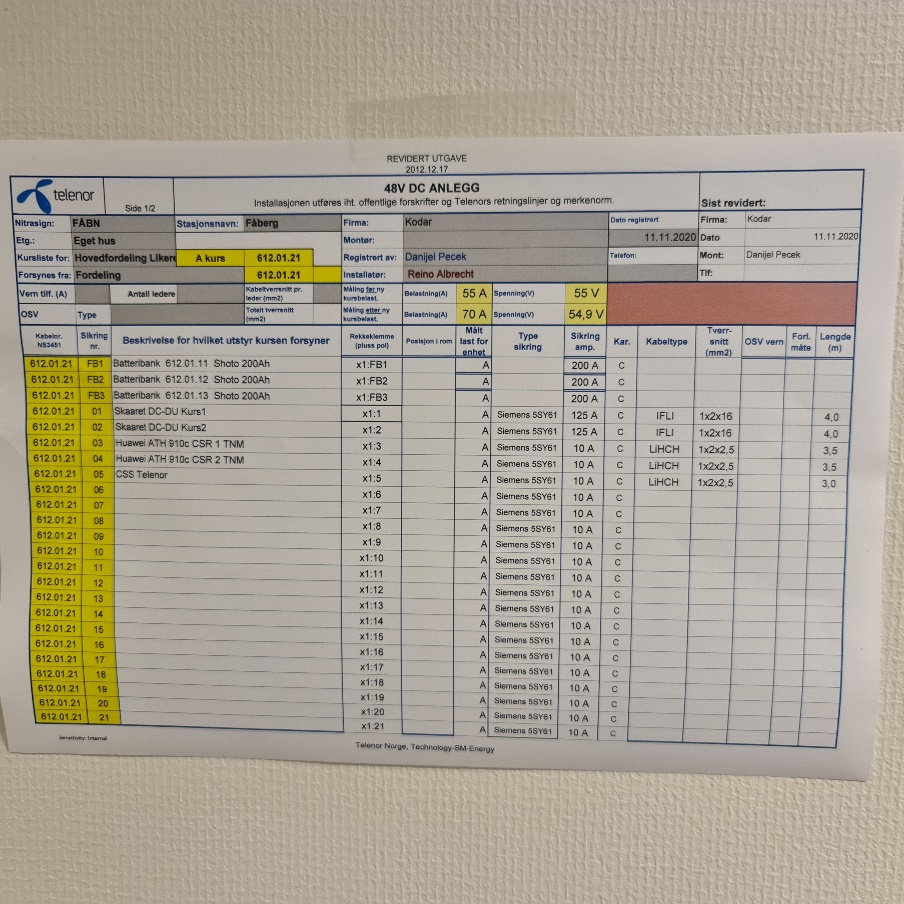 REVIDERT UTGAVE
2012.12.17
telenor
Side 1/2
48V DC ANLEGG
Installasjonen utføres iht. offentlige forskrifter og Telenors retningslinjer og merkenorm.
Sist revidert:
Nitrasign: FÅBN Stasjonsnavn: Fåberg Firma: Kodar Dato registrert Firma: Kodar
Etg.: Eget hus Montør: 11.11.2020 Dato 11.11.2020
Kursliste for: Hovedfordeling Likere A kurs 612.01.21 Registrert av: Danijel Pecek Telefon: Mont: Danijel Pecek
Forsynes fra: Fordeling 612.01.21 Installatør: Reino Albrecht Tlf:
Vern tilf. (A) Antall ledere Kabeltverrsnitt pr. leder (mm2) Måling før ny kursbelast. Belastning(A) 55 A Spenning(V) 55 V
OSV Type Totalt tverrsnitt (mm2) Måling etter ny kursbelast. Belastning(A) 70 A Spenning(V) 54,9 V
Kabelnr. NS3451 Sikring nr. Beskrivelse for hvilket utstyr kursen forsyner Rekkeklemme (pluss pol) Posisjon i rom Målt last for enhet Type sikring Sikring amp. Kar. Kabeltype Tverr-snitt (mm2) OSV vern Forl. måte Lengde (m)
612.01.21 FB1 Batteribank 612.01.11 Shoto 200Ah x1:FB1 A 200 A C
612.01.21 FB2 Batteribank 612.01.12 Shoto 200Ah x1:FB2 A 200 A C
612.01.21 FB3 Batteribank 612.01.13 Shoto 200Ah x1:FB3 A 200 A C
612.01.21 01 Skaaret DC-DU Kurs1 x1:1 A Siemens 5SY61 125 A C IFLI 1x2x16 4,0
612.01.21 02 Skaaret DC-DU Kurs2 x1:2 A Siemens 5SY61 125 A C IFLI 1x2x16 4,0
612.01.21 03 Huawei ATH 910c CSR 1 TNM x1:3 A Siemens 5SY61 10 A C LiHCH 1x2x2,5 3,5
612.01.21 04 Huawei ATH 910c CSR 2 TNM x1:4 A Siemens 5SY61 10 A C LiHCH 1x2x2,5 3,5
612.01.21 05 CSS Telenor x1:5 A Siemens 5SY61 10 A C LiHCH 1x2x2,5 3,0
612.01.21 06 x1:6 A Siemens 5SY61 10 A C
612.01.21 07 x1:7 A Siemens 5SY61 10 A C
612.01.21 08 x1:8 A Siemens 5SY61 10 A C
612.01.21 09 x1:9 A Siemens 5SY61 10 A C
612.01.21 10 x1:10 A Siemens 5SY61 10 A C
612.01.21 11 x1:11 A Siemens 5SY61 10 A C
612.01.21 12 x1:12 A Siemens 5SY61 10 A C
612.01.21 13 x1:13 A Siemens 5SY61 10 A C
612.01.21 14 x1:14 A Siemens 5SY61 10 A C
612.01.21 15 x1:15 A Siemens 5SY61 10 A C
612.01.21 16 x1:16 A Siemens 5SY61 10 A C
612.01.21 17 x1:17 A Siemens 5SY61 10 A C
612.01.21 18 x1:18 A Siemens 5SY61 10 A C
612.01.21 19 x1:19 A Siemens 5SY61 10 A C
612.01.21 20 x1:20 A Siemens 5SY61 10 A C
612.01.21 21 x1:21 A Siemens 5SY61 10 A C
Sensitivity: Internal
Telenor Norge, Technology-SM-Energy